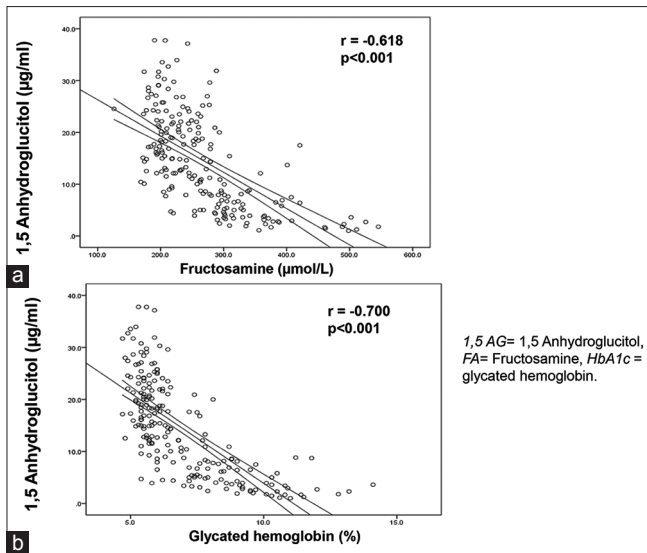 r = -0.618
p<0.001
1,5 Anhydroglucitol (µg/ml)
40.0
30.0
20.0
10.0
.0
100.0 200.0 300.0 400.0 500.0 600.0
Fructosamine (µmol/L)
a
r = -0.700
p<0.001
1,5 Anhydroglucitol (µg/ml)
40.0
30.0
20.0
10.0
.0
5.0 10.0 15.0
Glycated hemoglobin (%)
b
1,5 AG= 1,5 Anhydroglucitol,
FA= Fructosamine, HbA1c =
glycated hemoglobin.